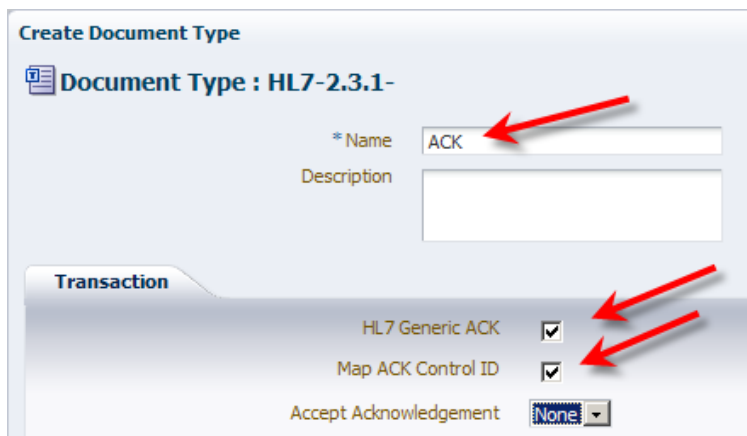 Create Document Type
Document Type : HL7-2.3.1-
* Name ACK
Description
Transaction
HL7 Generic ACK
Map ACK Control ID
Accept Acknowledgement None